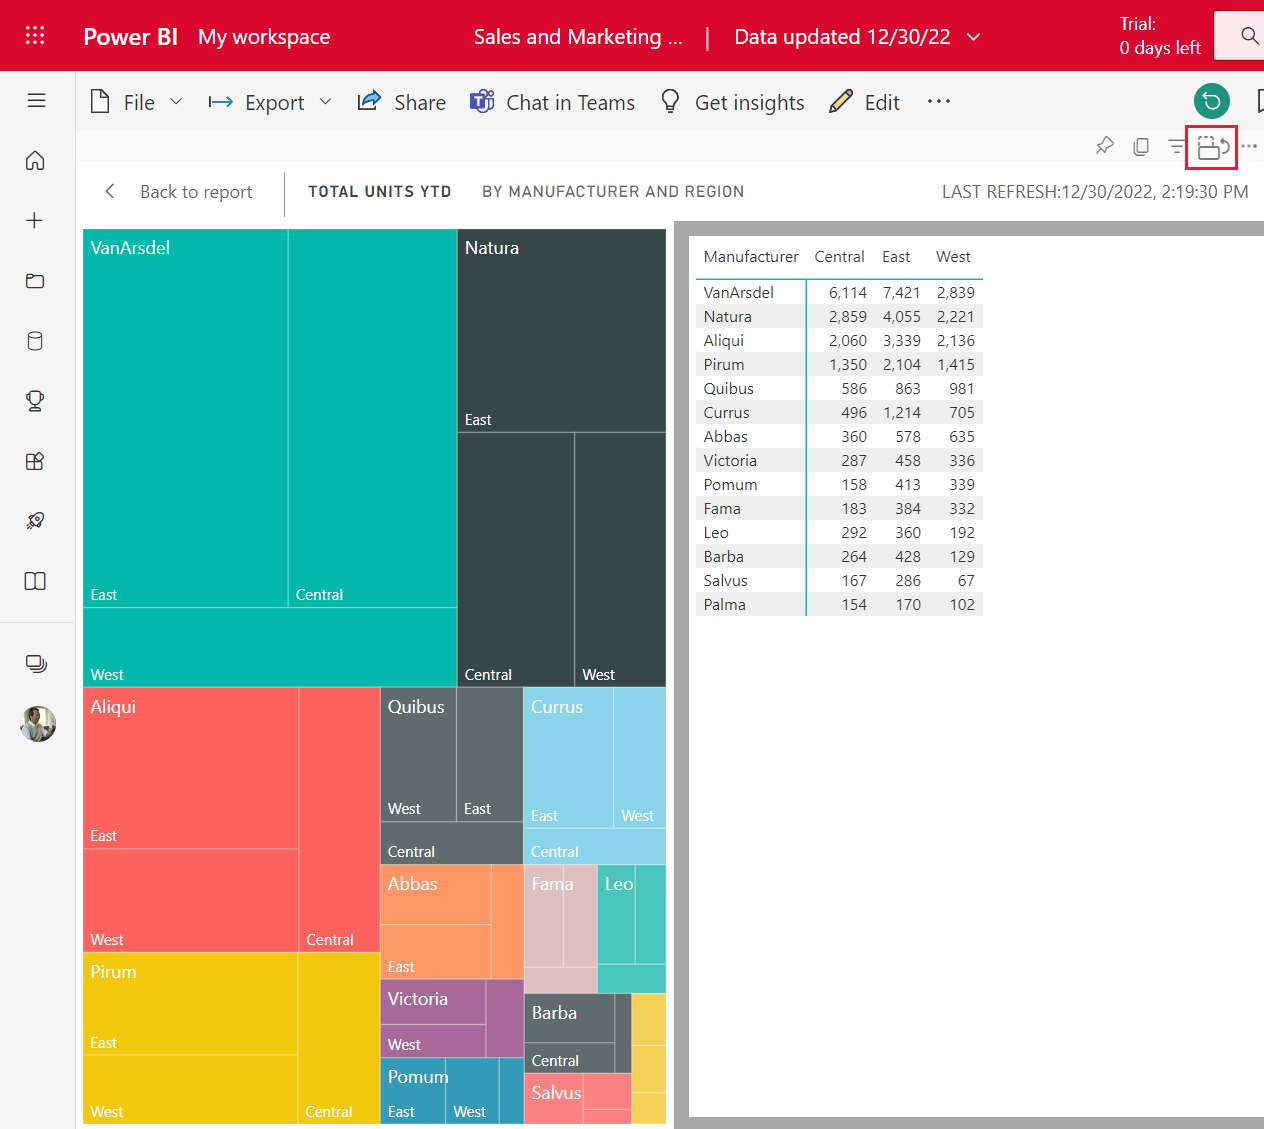 Power BI My workspace Sales and Marketing ... | Data updated 12/30/22 Trial:
0 days left
File Export Share Chat in Teams Get insights Edit ...
Back to report TOTAL UNITS YTD BY MANUFACTURER AND REGION LAST REFRESH:12/30/2022, 2:19:30 PM
VanArsdel
East
Central
West
Natura
East
Central
West
Aliqui
East
West
Central
Pirum
East
West
Central
Quibus
West
East
Central
Currus
East
West
Central
Abbas
East
Fama
Leo
Victoria
West
Barba
Central
Pomum
East
West
Salvus
Manufacturer Central East West
VanArsdel 6,114 7,421 2,839
Natura 2,859 4,055 2,221
Aliqui 2,060 3,339 2,136
Pirum 1,350 2,104 1,415
Quibus 586 863 981
Currus 496 1,214 705
Abbas 360 578 635
Victoria 287 458 336
Pomum 158 413 339
Fama 183 384 332
Leo 292 360 192
Barba 264 428 129
Salvus 167 286 67
Palma 154 170 102